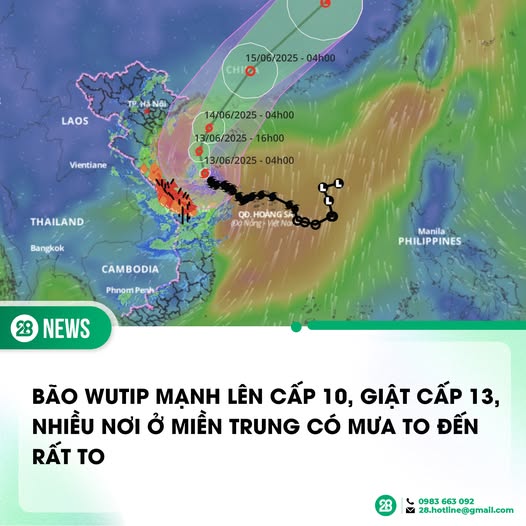 15/06/2025 - 04h00
CHINA
TP. Hà Nội
LAOS
14/06/2025 - 04h00
13/06/2025 - 16h00
Vientiane
13/06/2025 - 04h00
QĐ. HOÀNG SA
(Đà Nẵng - Việt Nam)
THAILAND
Manila
PHILIPPINES
Bangkok
CAMBODIA
Phnom Penh
28 NEWS
BÃO WUTIP MẠNH LÊN CẤP 10, GIẬT CẤP 13,
NHIỀU NƠI Ở MIỀN TRUNG CÓ MƯA TO ĐẾN
RẤT TO
28
0983 663 092
28.hotline@gmail.com